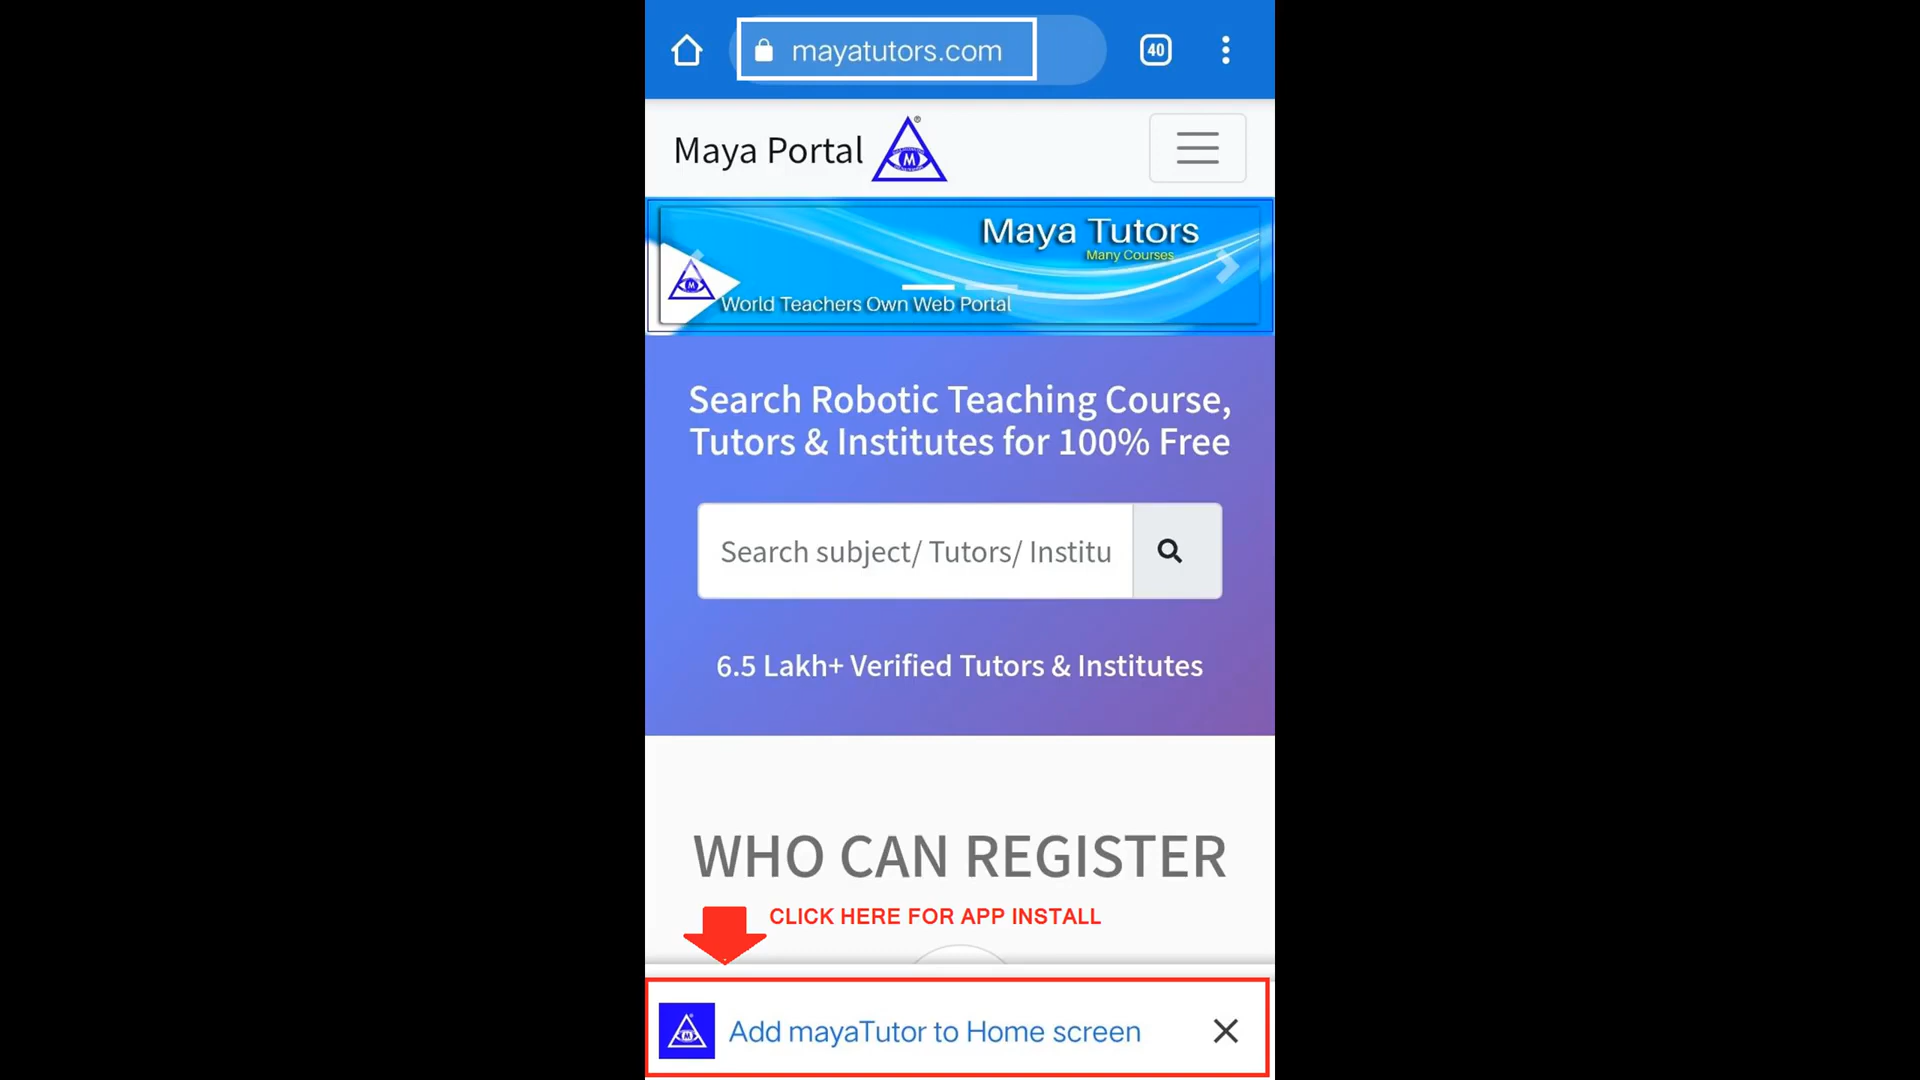 mayatutors.com
40
Maya Portal
M
®
Maya Tutors
Many Courses
M
World Teachers Own Web Portal
Search Robotic Teaching Course,
Tutors & Institutes for 100% Free
Search subject/ Tutors/ Institu
6.5 Lakh+ Verified Tutors & Institutes
WHO CAN REGISTER
CLICK HERE FOR APP INSTALL
M
Add mayaTutor to Home screen